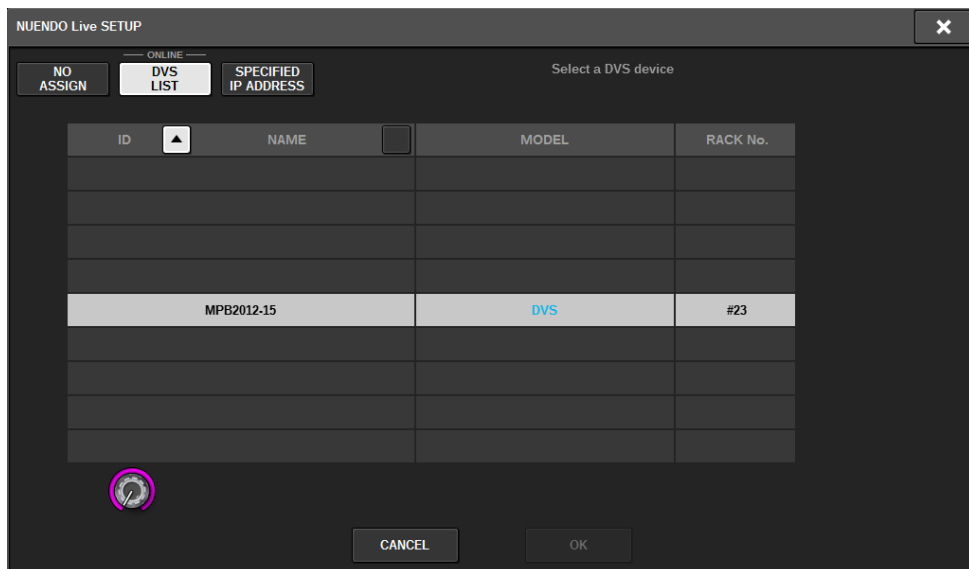 NUENDO Live SETUP
ONLINE
NO ASSIGN
DVS LIST
SPECIFIED IP ADDRESS
Select a DVS device
ID NAME MODEL RACK No.
MPB2012-15 DVS #23
CANCEL OK